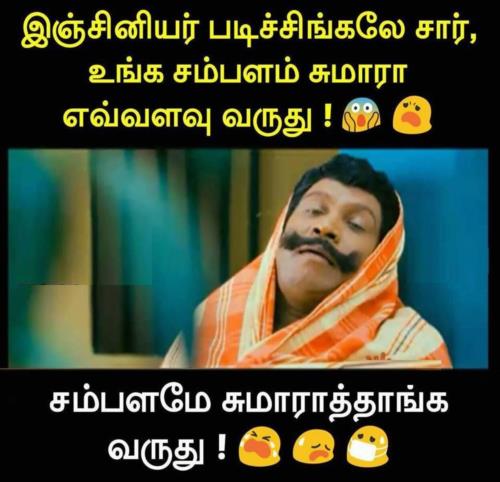 இஞ்சினியர் படிச்சிங்கலே சார்,
உங்க சம்பளம் சுமாரா
எவ்வளவு வருது ! 😱 😧
சம்பளமே சுமாராத்தாங்க
வருது ! 😭 😥 😷